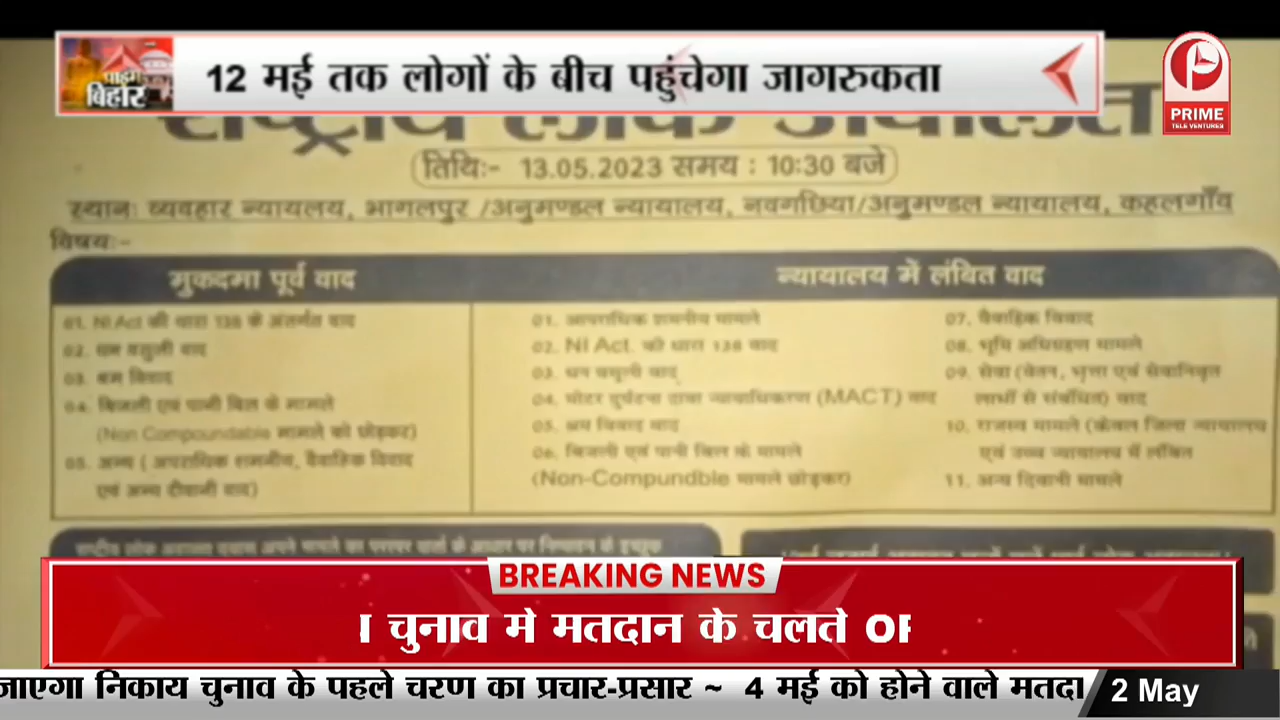 प्राइम
बिहार
12 मई तक लोगों के बीच पहुंचेगा जागरुकता
PRIME
TELE VENTURES
राष्ट्रीय लोक अदालत
तिथिः- 13.05.2023 समय : 10:30 बजे
स्थानः व्यवहार न्यायलय, भागलपुर /अनुमण्डल न्यायालय, नवगछिया/अनुमण्डल न्यायालय, कहलगाँव
विषयः-
मुकदमा पूर्व वाद
01. NI Act की धारा 138 के अंतर्गत वाद
02. धन वसुली वाद
03. श्रम विवाद
04. बिजली एवं पानी बिल के मामले
(Non Compoundable मामले को छोड़कर)
05. अन्य ( अपराधिक शमनीय, वैवाहिक विवाद
एवं अन्य दीवानी वाद)
न्यायालय में लंबित वाद
01. आपराधिक शमनीय मामले
02. NI Act. की धारा 138 वाद
03. धन वसुली वाद
04. मोटर दुर्घटना दावा न्यायाधिकरण (MACT) वाद
05. श्रम विवाद वाद
06. बिजली एवं पानी बिल के मामले
(Non-Compundble मामले छोड़कर)
07. वैवाहिक विवाद
08. भूमि अधिग्रहण मामले
09. सेवा (वेतन, भृत्ता एवं सेवानिवृत
लाभों से संबंधित) वाद
10. राजस्व मामले (केवल जिला न्यायालय
एवं उच्च न्यायालय में लंबित
11. अन्य दिवानी मामले
BREAKING NEWS
चुनाव मे मतदान के चलते
जाएगा निकाय चुनाव के पहले चरण का प्रचार-प्रसार ~ 4 मई को होने वाले मतदा
2 May